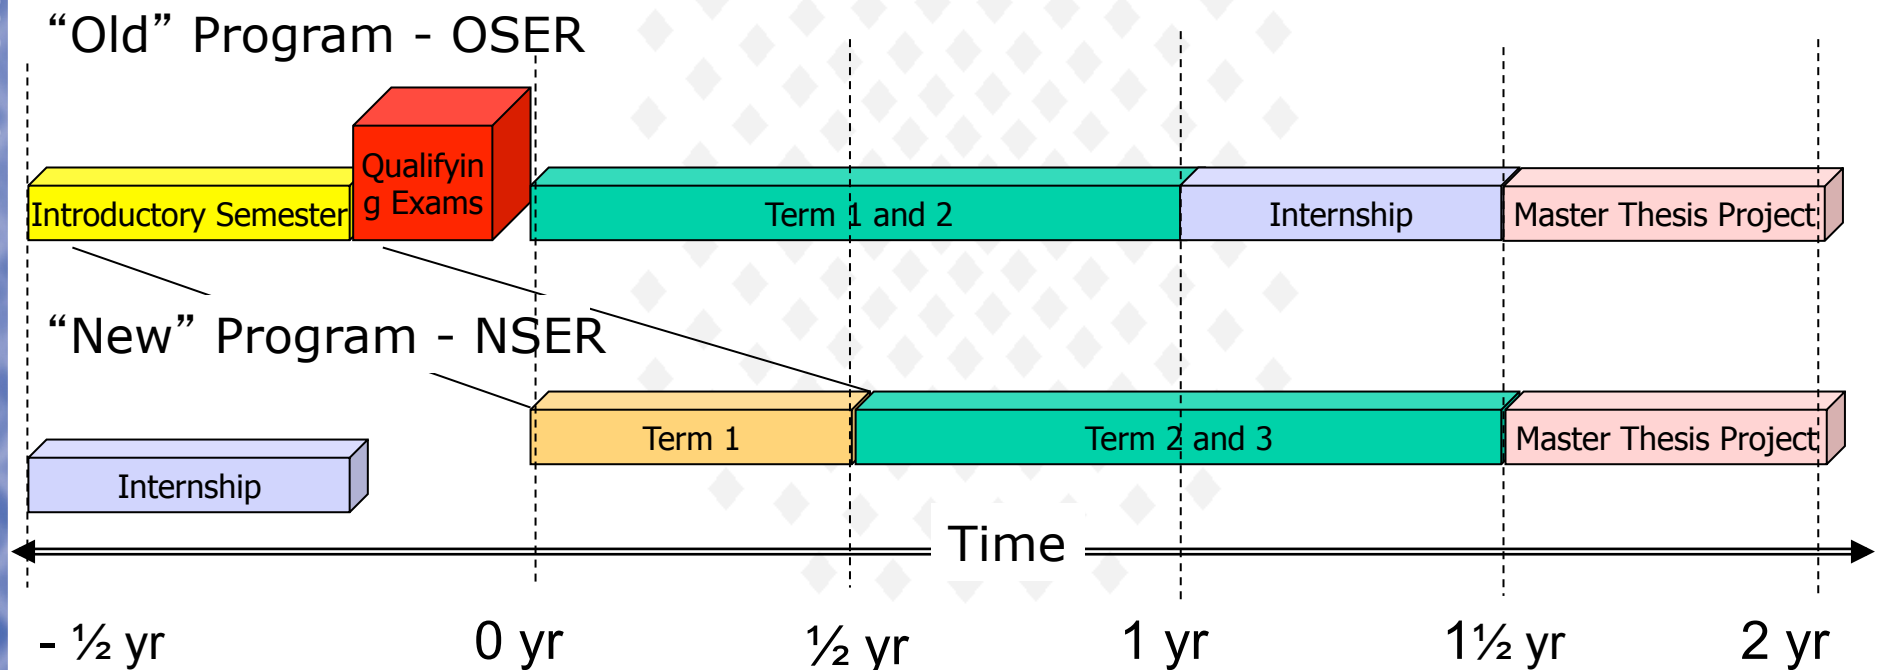 “Old” Program - OSER
Qualifyin
g Exams
Introductory Semester
Term 1 and 2
Internship
Master Thesis Project
“New” Program - NSER
Term 1
Term 2 and 3
Master Thesis Project
Internship
Time
- ½ yr
0 yr
½ yr
1 yr
1½ yr
2 yr